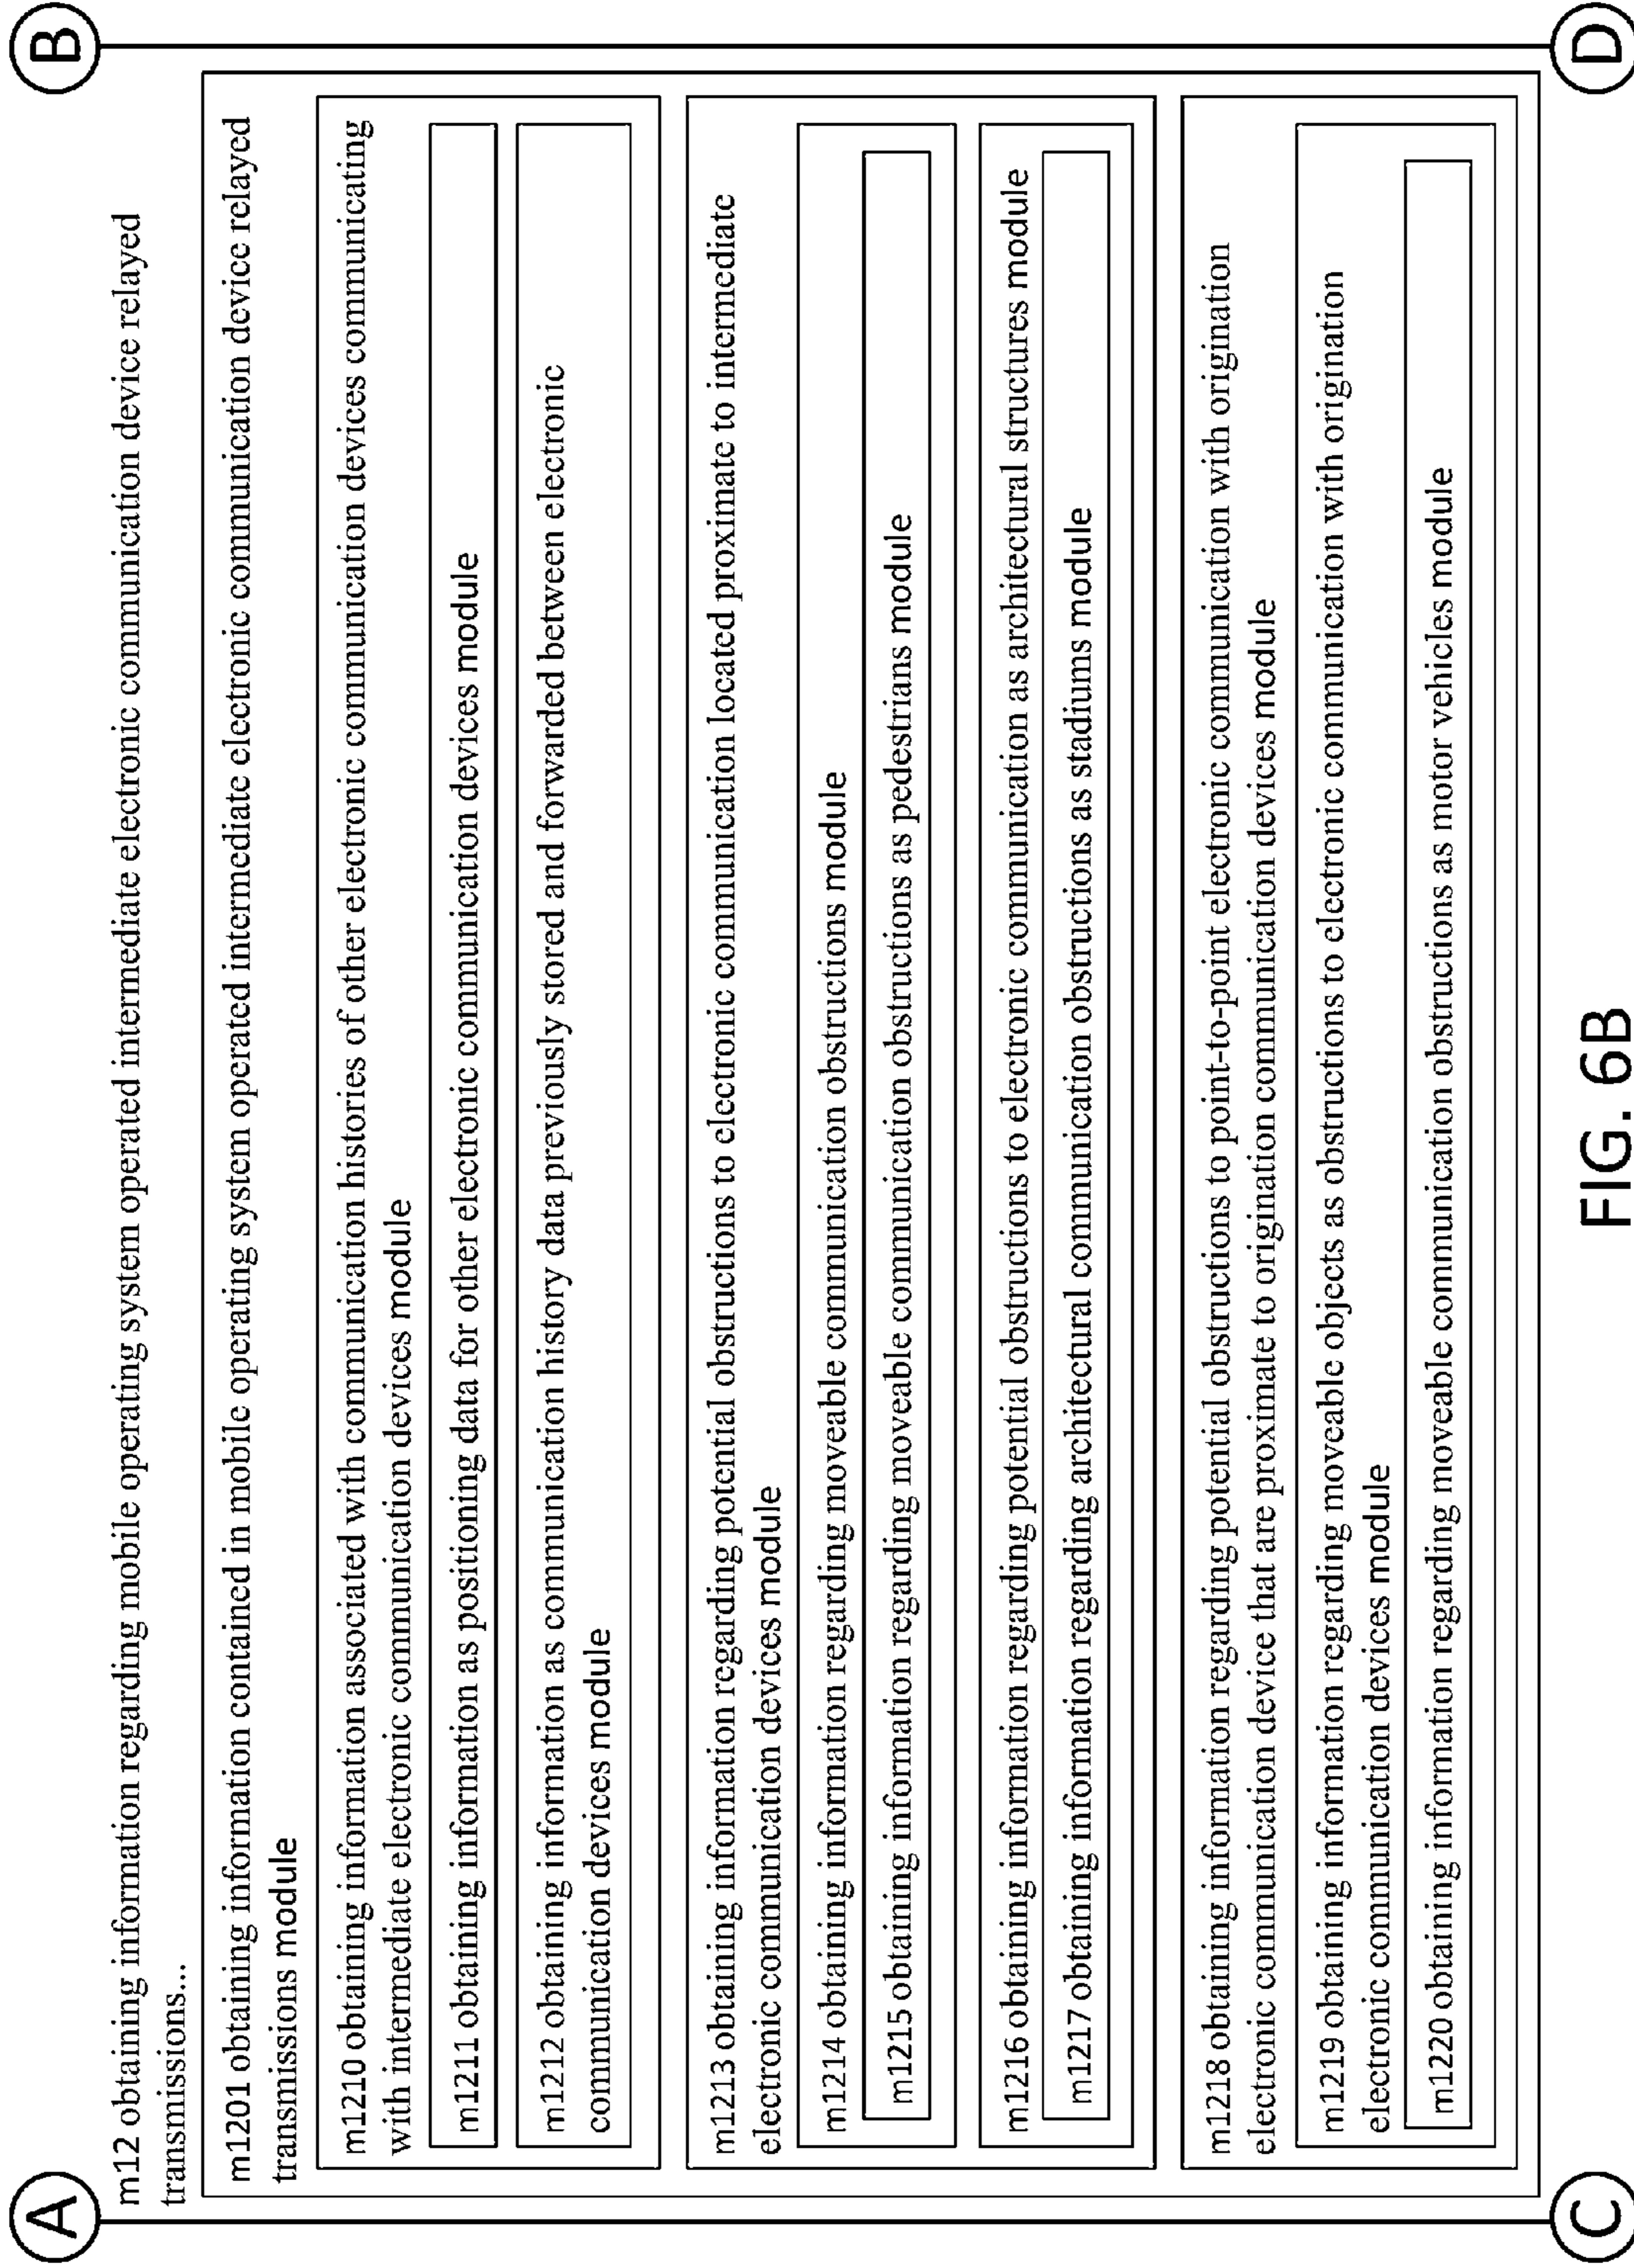 A
B
m12 obtaining information regarding mobile operating system operated intermediate electronic communication device relayed
transmissions...
m1201 obtaining information contained in mobile operating system operated intermediate electronic communication device relayed
transmissions module
m1210 obtaining information associated with communication histories of other electronic communication devices communicating
with intermediate electronic communication devices module
m1211 obtaining information as positioning data for other electronic communication devices module
m1212 obtaining information as communication history data previously stored and forwarded between electronic
communication devices module
m1213 obtaining information regarding potential obstructions to electronic communication located proximate to intermediate
electronic communication devices module
m1214 obtaining information regarding moveable communication obstructions module
m1215 obtaining information regarding moveable communication obstructions as pedestrians module
m1216 obtaining information regarding potential obstructions to electronic communication as architectural structures module
m1217 obtaining information regarding architectural communication obstructions as stadiums module
m1218 obtaining information regarding potential obstructions to point-to-point electronic communication with origination
electronic communication device that are proximate to origination communication devices module
m1219 obtaining information regarding moveable objects as obstructions to electronic communication with origination
electronic communication devices module
m1220 obtaining information regarding moveable communication obstructions as motor vehicles module
C
D
FIG. 6B